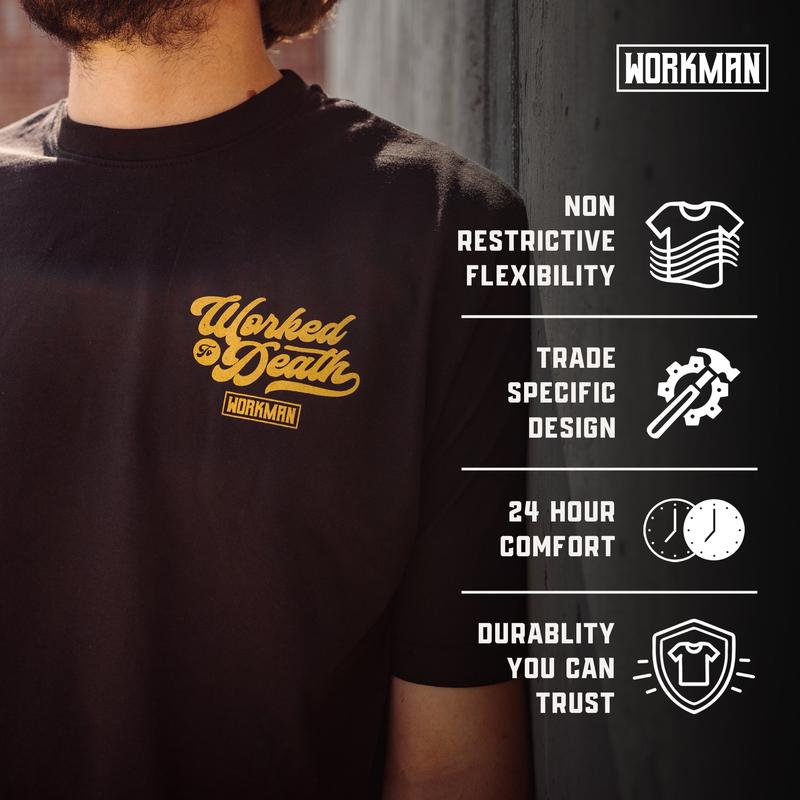 WORKMAN
NON
RESTRICTIVE
FLEXIBILITY
Worked
To Death
WORKMAN
TRADE
SPECIFIC
DESIGN
24 HOUR
COMFORT
DURABLITY
YOU CAN
TRUST